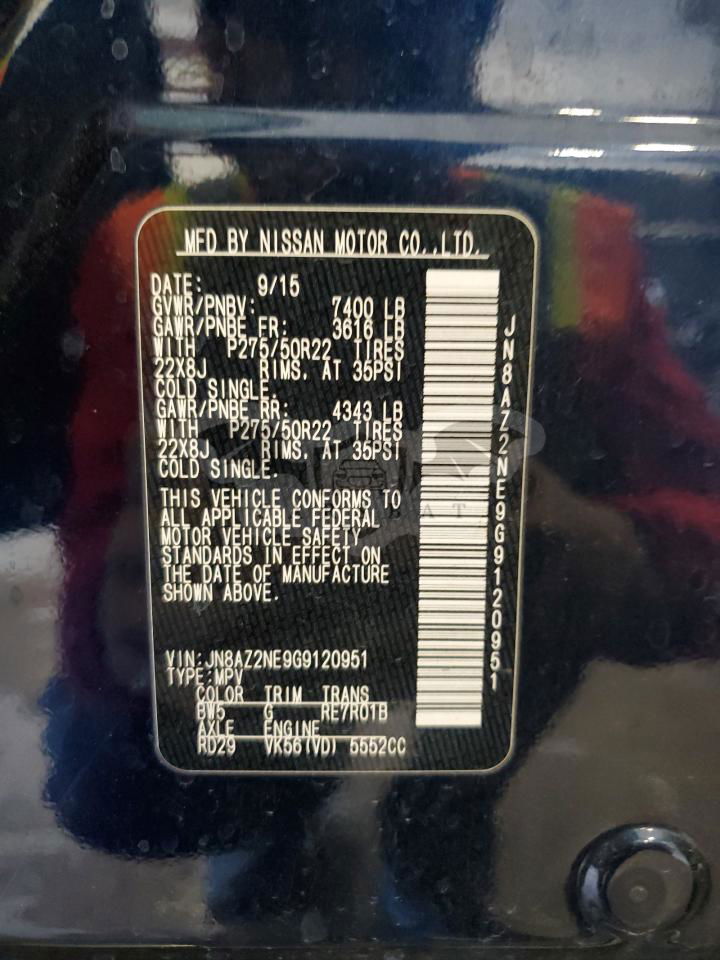 MFD BY NISSAN MOTOR CO.,LTD.
DATE: 9/15
GVWR/PNBV: 7400 LB
GAWR/PNBE FR: 3616 LB
WITH P275/50R22 TIRES
22X8J RIMS. AT 35PSI
COLD SINGLE.
GAWR/PNBE RR: 4343 LB
WITH P275/50R22 TIRES
22X8J RIMS. AT 35PSI
COLD SINGLE.
THIS VEHICLE CONFORMS TO
ALL APPLICABLE FEDERAL
MOTOR VEHICLE SAFETY
STANDARDS IN EFFECT ON
THE DATE OF MANUFACTURE
SHOWN ABOVE.
VIN:JN8AZ2NE9G9120951
TYPE:MPV
COLOR TRIM TRANS
BW5 G RE7R01B
AXLE ENGINE
RD29 VK56(VD) 5552CC
JN8AZ2NE9G9120951